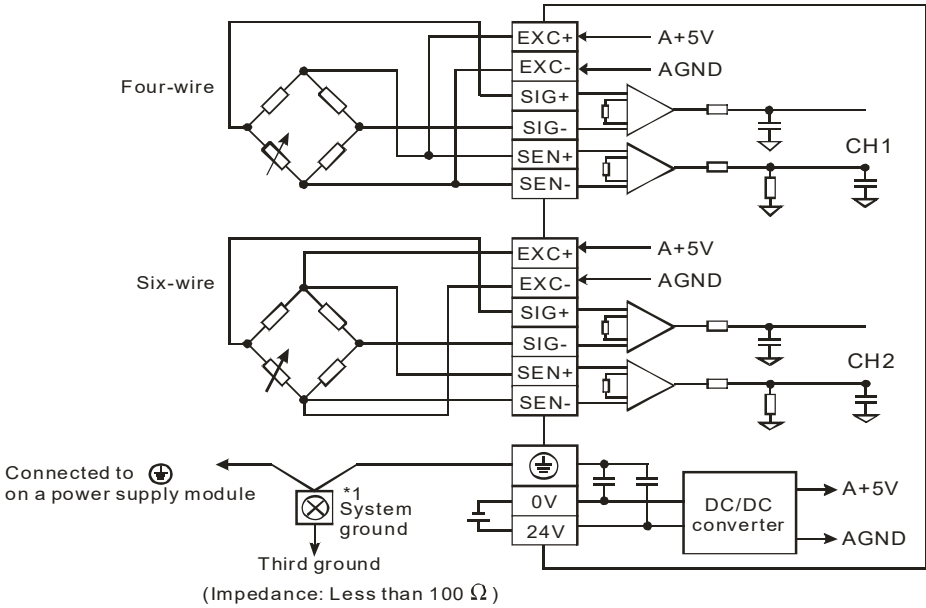 Four-wire
EXC+
EXC-
SIG+
SIG-
SEN+
SEN-
A+5V
AGND
CH1
Six-wire
EXC+
EXC-
SIG+
SIG-
SEN+
SEN-
A+5V
AGND
CH2
Connected to
on a power supply module
*1
System
ground
Third ground
(Impedance: Less than 100 Ω)
0V
24V
DC/DC
converter
A+5V
AGND